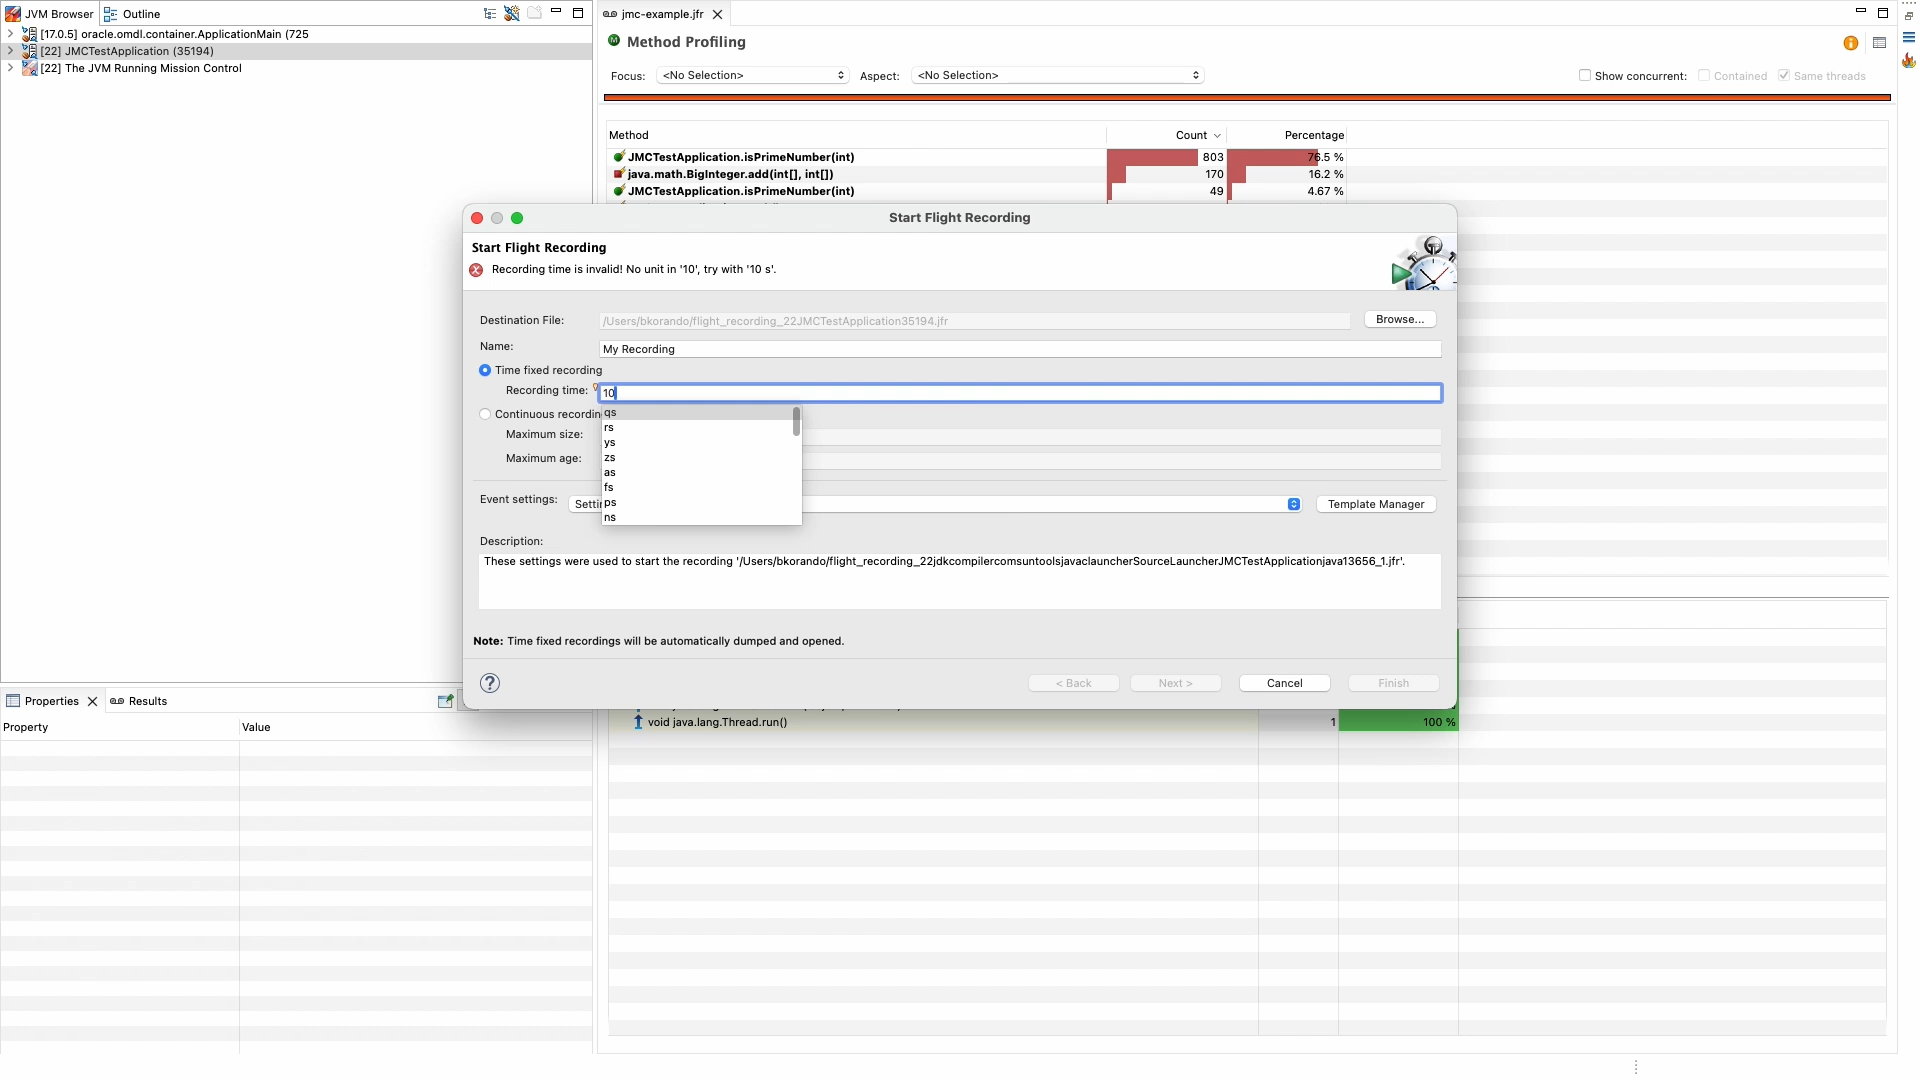 JVM Browser
Outline
[17.0.5] oracle.omdl.container.ApplicationMain (725
[22] JMCTestApplication (35194)
[22] The JVM Running Mission Control
jmc-example.jfr
Method Profiling
Focus: <No Selection> Aspect: <No Selection> Show concurrent: Contained Same threads
Method Count Percentage
JMCTestApplication.isPrimeNumber(int) 803 76.5 %
java.math.BigInteger.add(int[], int[]) 170 16.2 %
JMCTestApplication.isPrimeNumber(int) 49 4.67 %
Start Flight Recording
Start Flight Recording
Recording time is invalid! No unit in '10', try with '10 s'.
Destination File: /Users/bkorando/flight_recording_22JMCTestApplication35194.jfr Browse...
Name: My Recording
Time fixed recording
Recording time: 10
Continuous recordin
Maximum size:
Maximum age:
qs
rs
ys
zs
as
fs
ps
ns
Event settings: Settin Template Manager
Description:
These settings were used to start the recording '/Users/bkorando/flight_recording_22jdkcompilercomsuntoolsjavaclauncherSourceLauncherJMCTestApplicationjava13656_1.jfr'.
Note: Time fixed recordings will be automatically dumped and opened.
? < Back Next > Cancel Finish
void java.lang.Thread.run() 1 100 %
Properties
Results
Property Value